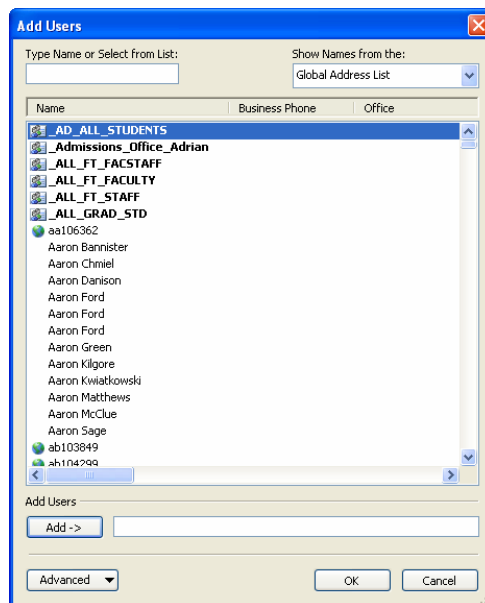 Add Users
Type Name or Select from List: Show Names from the:
Global Address List
Name Business Phone Office
_AD_ALL_STUDENTS
_Admissions_Office_Adrian
_ALL_FT_FACSTAFF
_ALL_FT_FACULTY
_ALL_FT_STAFF
_ALL_GRAD_STD
aa106362
Aaron Bannister
Aaron Chmiel
Aaron Danison
Aaron Ford
Aaron Ford
Aaron Ford
Aaron Green
Aaron Kilgore
Aaron Kwiatkowski
Aaron Matthews
Aaron McClue
Aaron Sage
ab103849
ab104299
Add Users
Add ->
Advanced OK Cancel